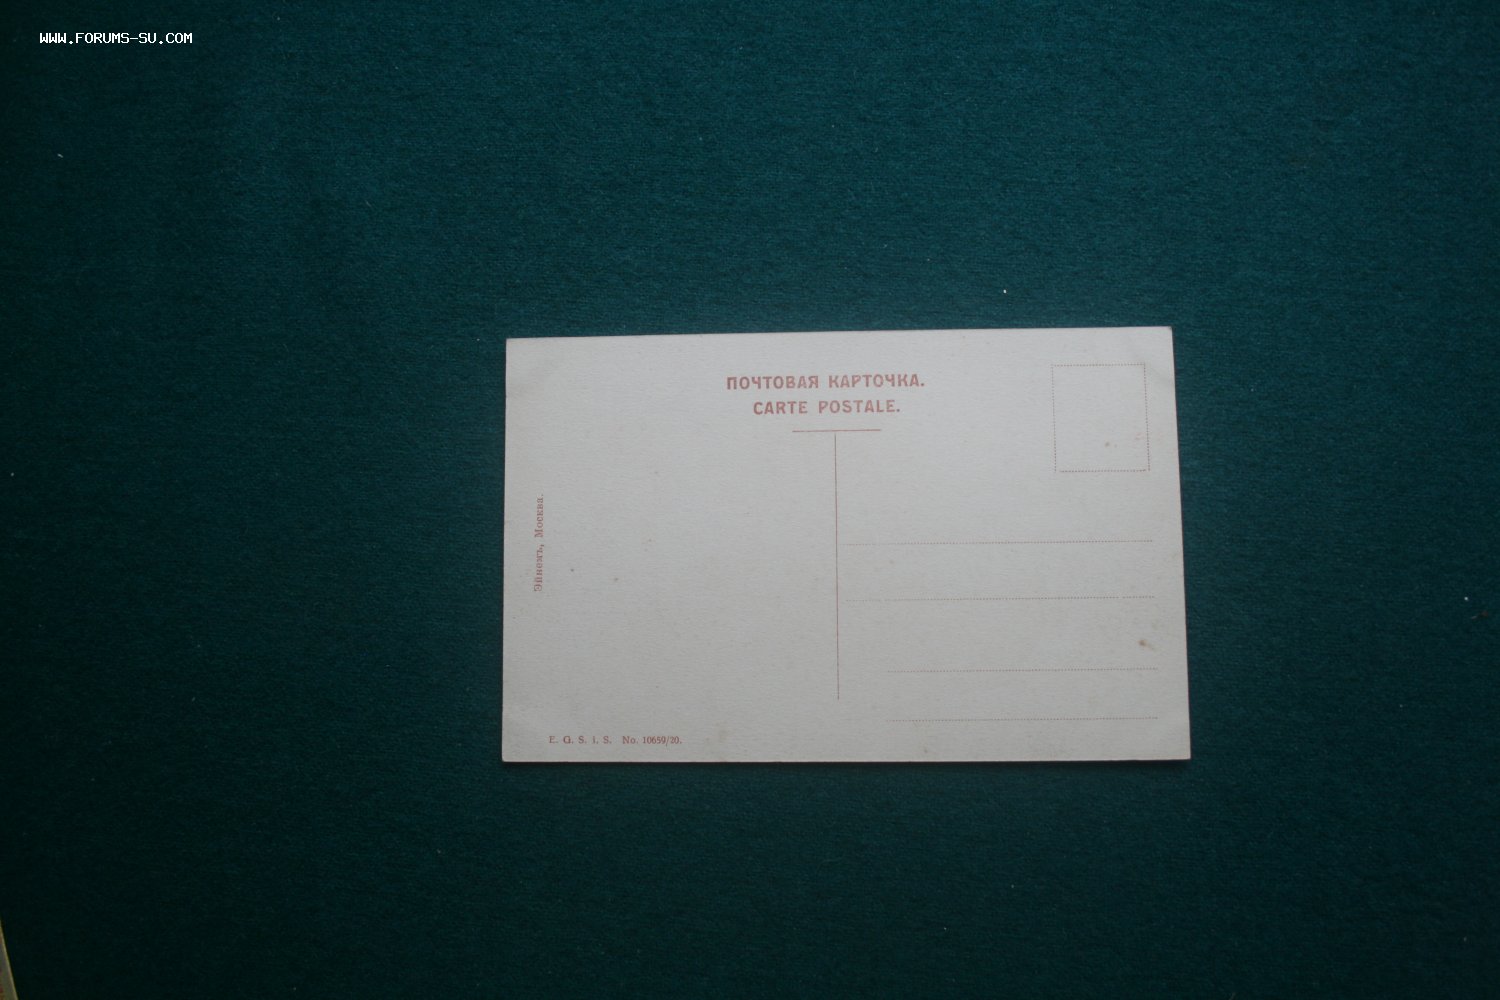 WWW.FORUMS-SU.COM
ПОЧТОВАЯ КАРТОЧКА.
CARTE POSTALE.
Эйнемъ, Москва.
E. G. S. i. S. No. 10659/20.